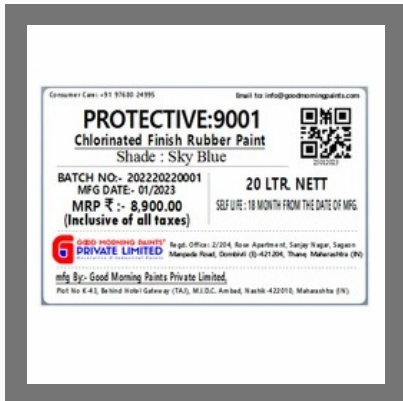 Consumer Care: +91 97680 24995
Email to: info@goodmorningpaints.com
PROTECTIVE:9001
Chlorinated Finish Rubber Paint
Shade : Sky Blue
BATCH NO:- 202220220001
MFG DATE:- 01/2023
MRP ₹ :- 8,900.00
(Inclusive of all taxes)
20 LTR. NETT
SELF LIFE : 18 MONTH FROM THE DATE OF MFG.
GOOD MORNING PAINTS
PRIVATE LIMITED
Regd. Office: 2/204, Rose Apartment, Sanjay Nagar, Sagaon
Manpada Road, Dombivli (E)-421204, Thane, Maharashtra (IN)
mfg By:- Good Morning Paints Private Limited,
Plot No K-43, Behind Hotel Gateway (TAJ), M.I.D.C. Ambad, Nashik-422010, Maharashtra (IN)